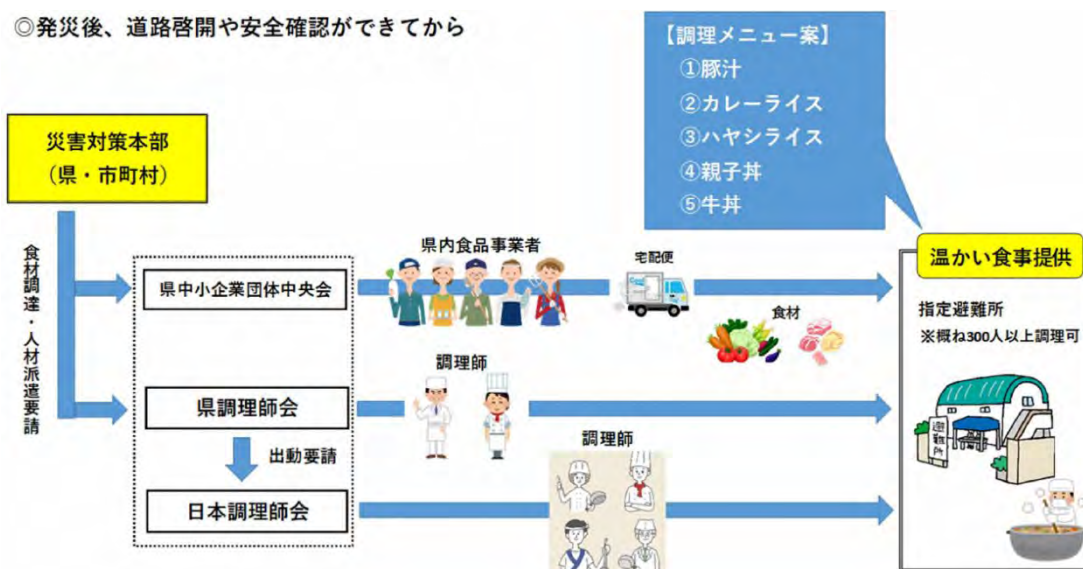 ◎発災後、道路啓開や安全確認ができてから
【調理メニュー案】
①豚汁
②カレーライス
③ハヤシライス
④親子丼
⑤牛丼
災害対策本部
（県・市町村）
食材調達・人材派遣要請
県中小企業団体中央会
県内食品事業者
宅配便
食材
温かい食事提供
指定避難所
※概ね300人以上調理可
避難所
県調理師会
調理師
出動要請
日本調理師会
調理師